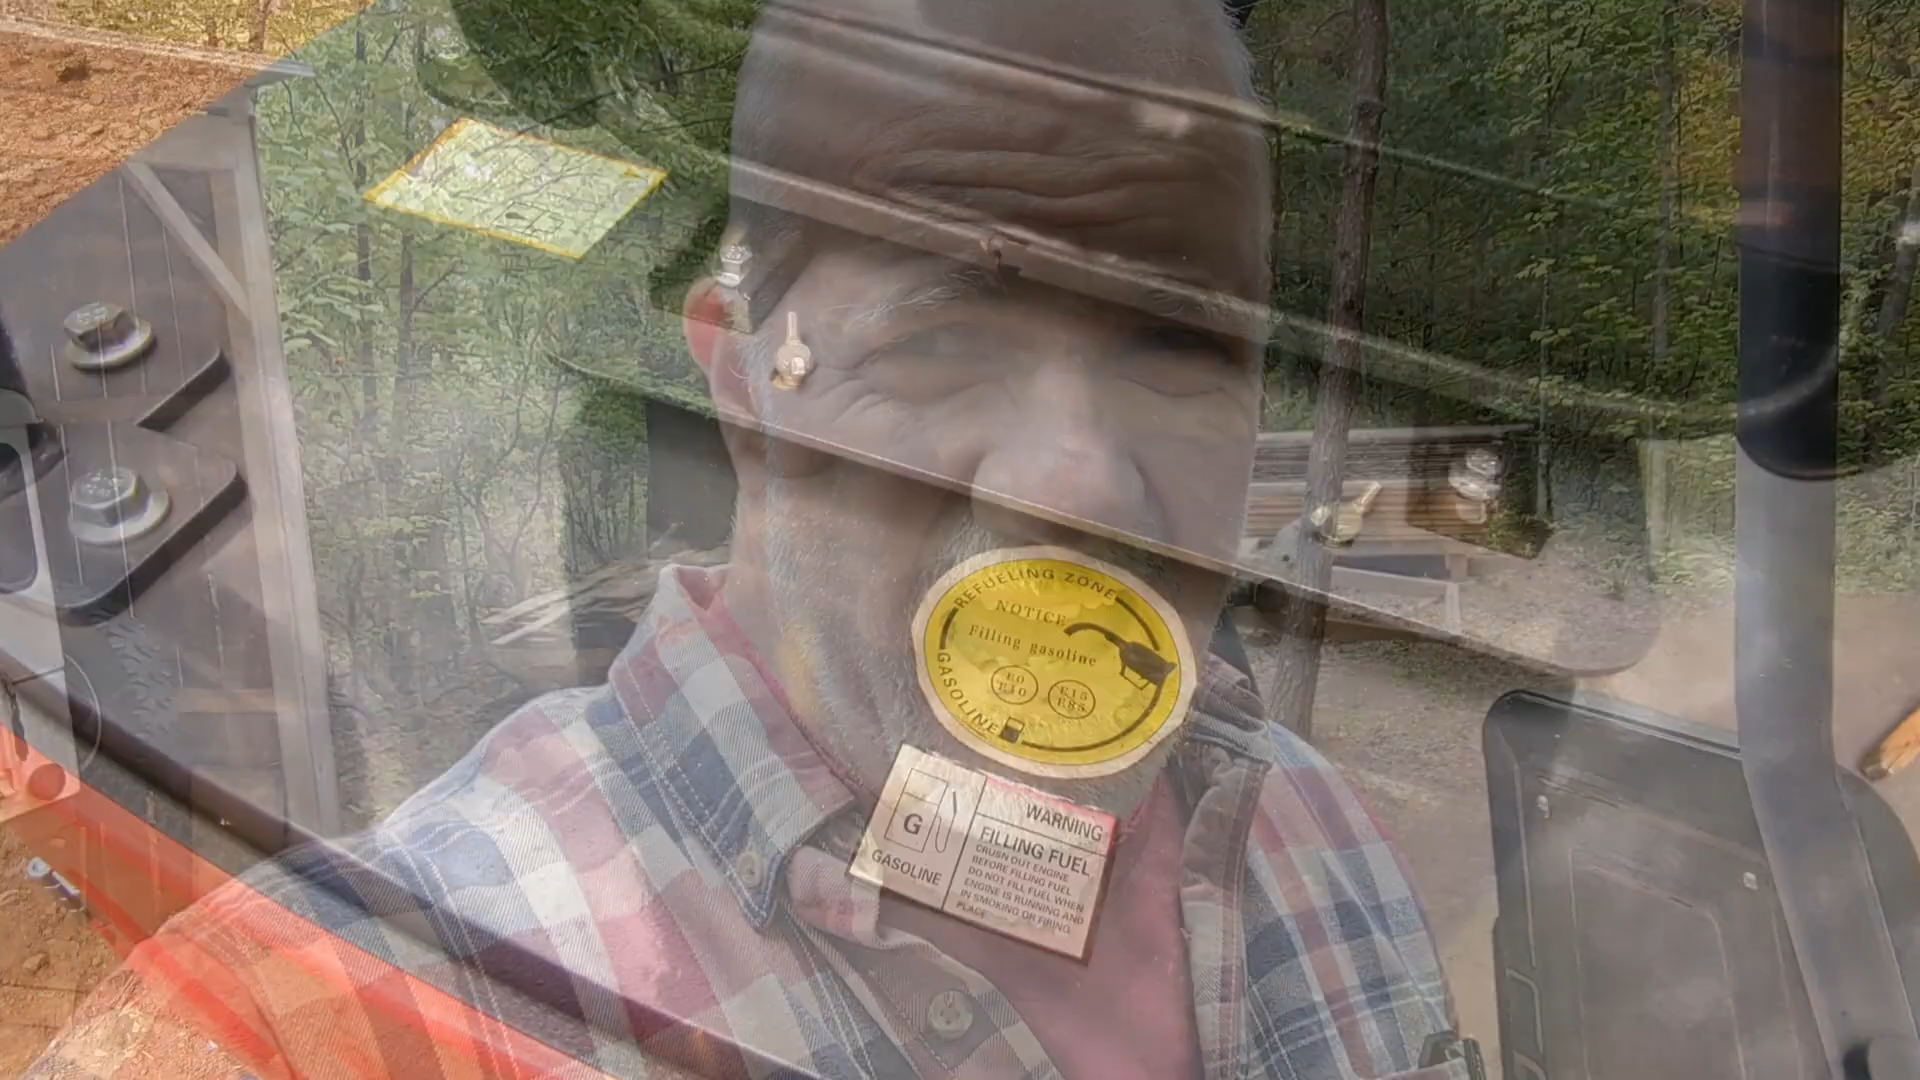 REFUELING ZONE
NOTICE
Filling gasoline
E0
E10
E15
E85
GASOLINE
G
GASOLINE
WARNING
FILLING FUEL
CRUSH OUT ENGINE
BEFORE FILLING FUEL
DO NOT FILL FUEL WHEN
ENGINE IS RUNNING AND
IN SMOKING OR FIRING
PLACE